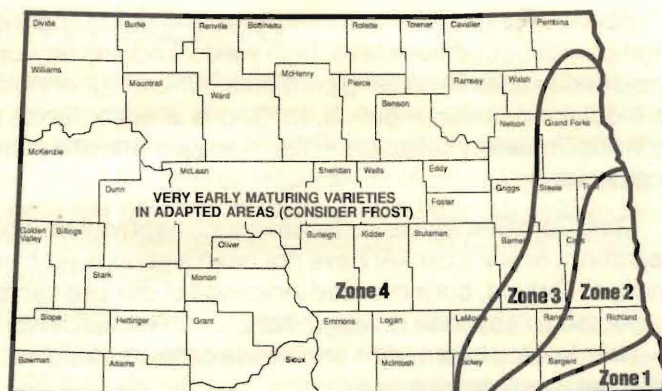 Divide
Burke
Renville
Bottineau
Rolette
Towner
Cavalier
Pembina
Williams
Mountrail
Ward
McHenry
Pierce
Ramsey
Walsh
Benson
Nelson
Grand Forks
McKenzie
McLean
Sheridan
Wells
Eddy
Dunn
VERY EARLY MATURING VARIETIES
IN ADAPTED AREAS (CONSIDER FROST)
Foster
Griggs
Steele
Golden
Valley
Billings
Oliver
Burleigh
Kidder
Stutsman
Barnes
Cass
Stark
Morton
Zone 4
Zone 3
Zone 2
Slope
Hettinger
Grant
Emmons
Logan
LaMoure
Ransom
Richland
Bowman
Adams
Sioux
McIntosh
Dickey
Sargent
Zone 1